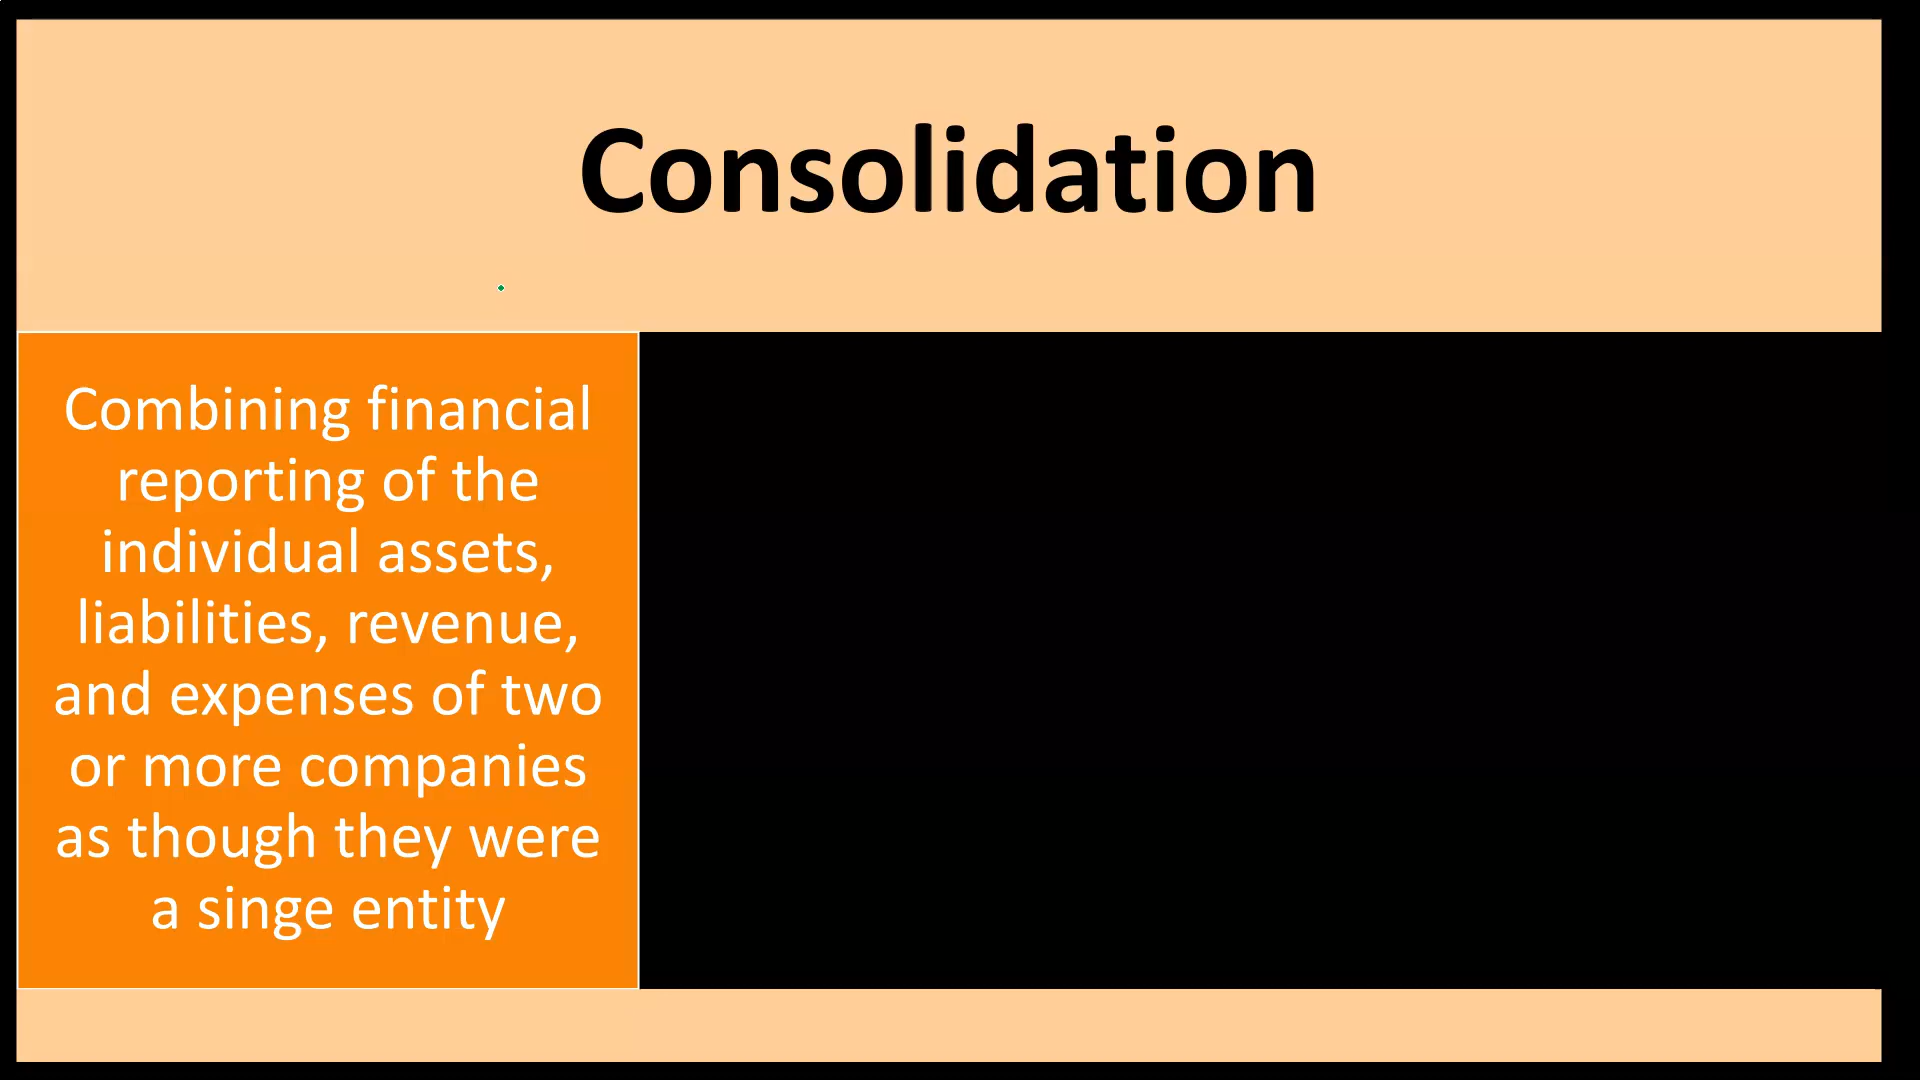 Consolidation
Combining financial
reporting of the
individual assets,
liabilities, revenue,
and expenses of two
or more companies
as though they were
a singe entity